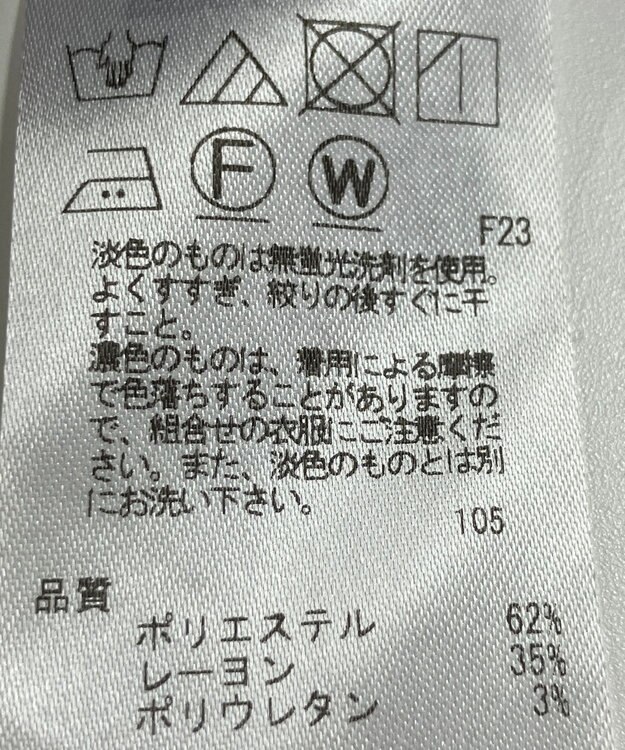 F
W
F23
淡色のものは無蛍光洗剤を使用。
よくすすぎ、絞りの後すぐに干
すこと。
濃色のものは、着用による摩擦
で色落ちすることがありますの
で、組合せの衣服にご注意くだ
さい。また、淡色のものとは別
にお洗い下さい。
105
品質
ポリエステル 62%
レーヨン 35%
ポリウレタン 3%